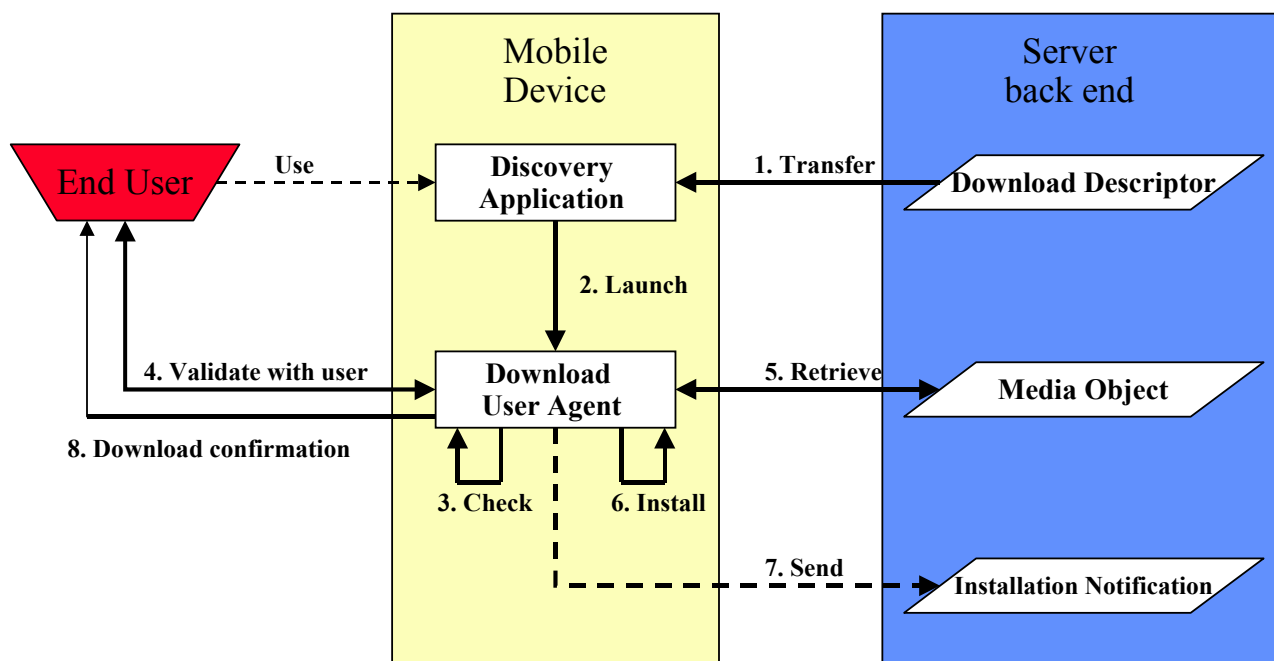 Mobile
Device
Server
back end
End User
Use
Discovery
Application
1. Transfer
Download Descriptor
2. Launch
4. Validate with user
Download
User Agent
5. Retrieve
Media Object
8. Download confirmation
3. Check
6. Install
7. Send
Installation Notification